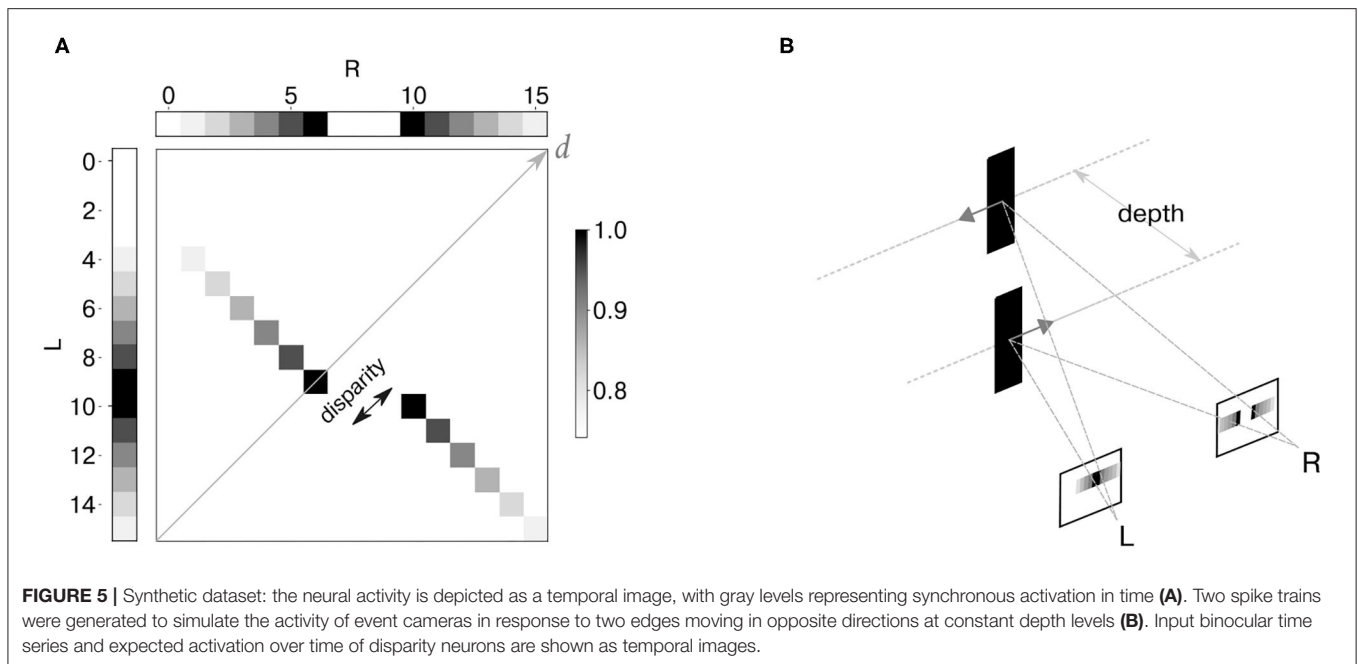 A
B
R
0 5 10 15
d
L
0
2
4
6
8
10
12
14
disparity
1.0
0.9
0.8
depth
R
L
FIGURE 5 | Synthetic dataset: the neural activity is depicted as a temporal image, with gray levels representing synchronous activation in time (A). Two spike trains
were generated to simulate the activity of event cameras in response to two edges moving in opposite directions at constant depth levels (B). Input binocular time
series and expected activation over time of disparity neurons are shown as temporal images.